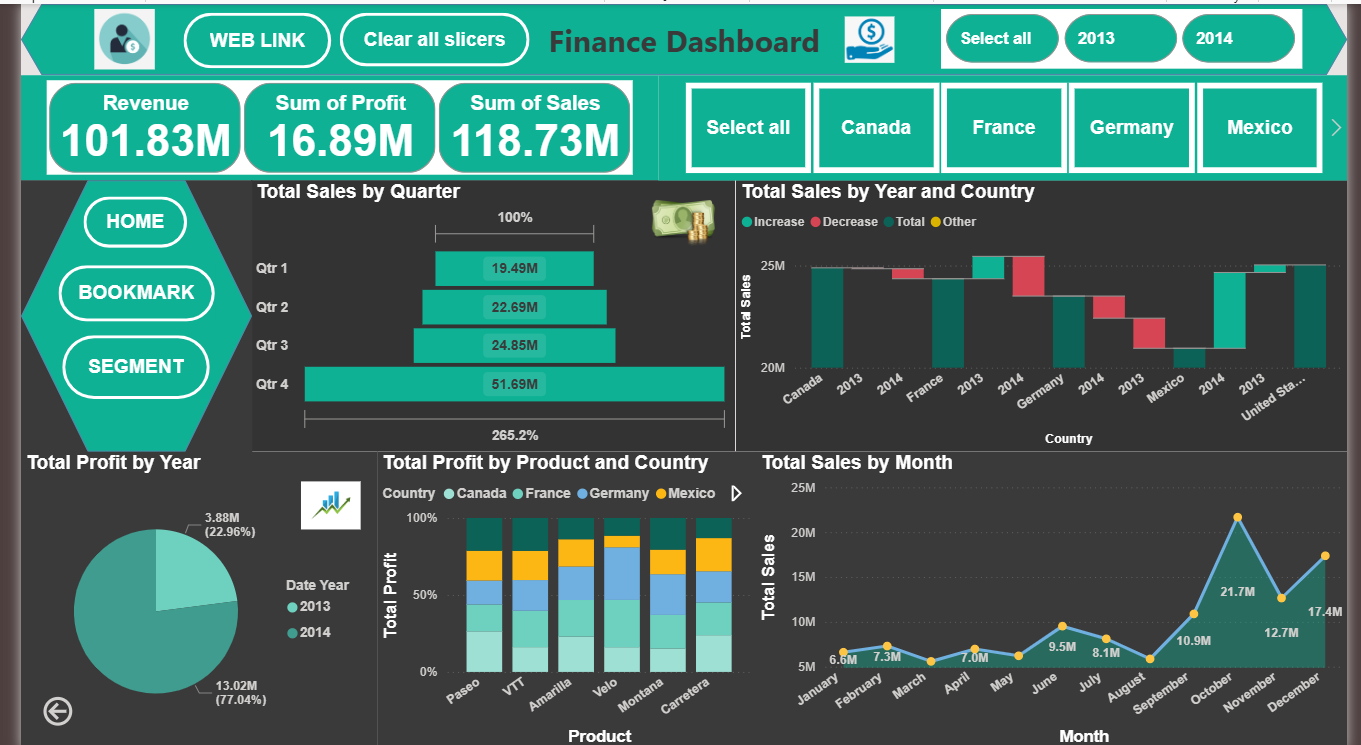 WEB LINK
Clear all slicers
Finance Dashboard
Select all
2013
2014
Revenue
101.83M
Sum of Profit
16.89M
Sum of Sales
118.73M
Select all
Canada
France
Germany
Mexico
HOME
BOOKMARK
SEGMENT
Total Sales by Quarter
100%
Qtr 1
19.49M
Qtr 2
22.69M
Qtr 3
24.85M
Qtr 4
51.69M
265.2%
Total Sales by Year and Country
Increase Decrease Total Other
Total Sales
25M
20M
Canada
2013
2014
France
2013
2014
Germany
2014
2013
Mexico
2014
2013
United Sta...
Country
Total Profit by Year
3.88M
(22.96%)
Date Year
2013
2014
13.02M
(77.04%)
Total Profit by Product and Country
Country Canada France Germany Mexico
Total Profit
100%
50%
0%
Paseo
VTT
Amarilla
Velo
Montana
Carretera
Product
Total Sales by Month
Total Sales
25M
20M
15M
10M
5M
6.6M
7.3M
7.0M
9.5M
8.1M
10.9M
21.7M
12.7M
17.4M
January
February
March
April
May
June
July
August
September
October
November
December
Month